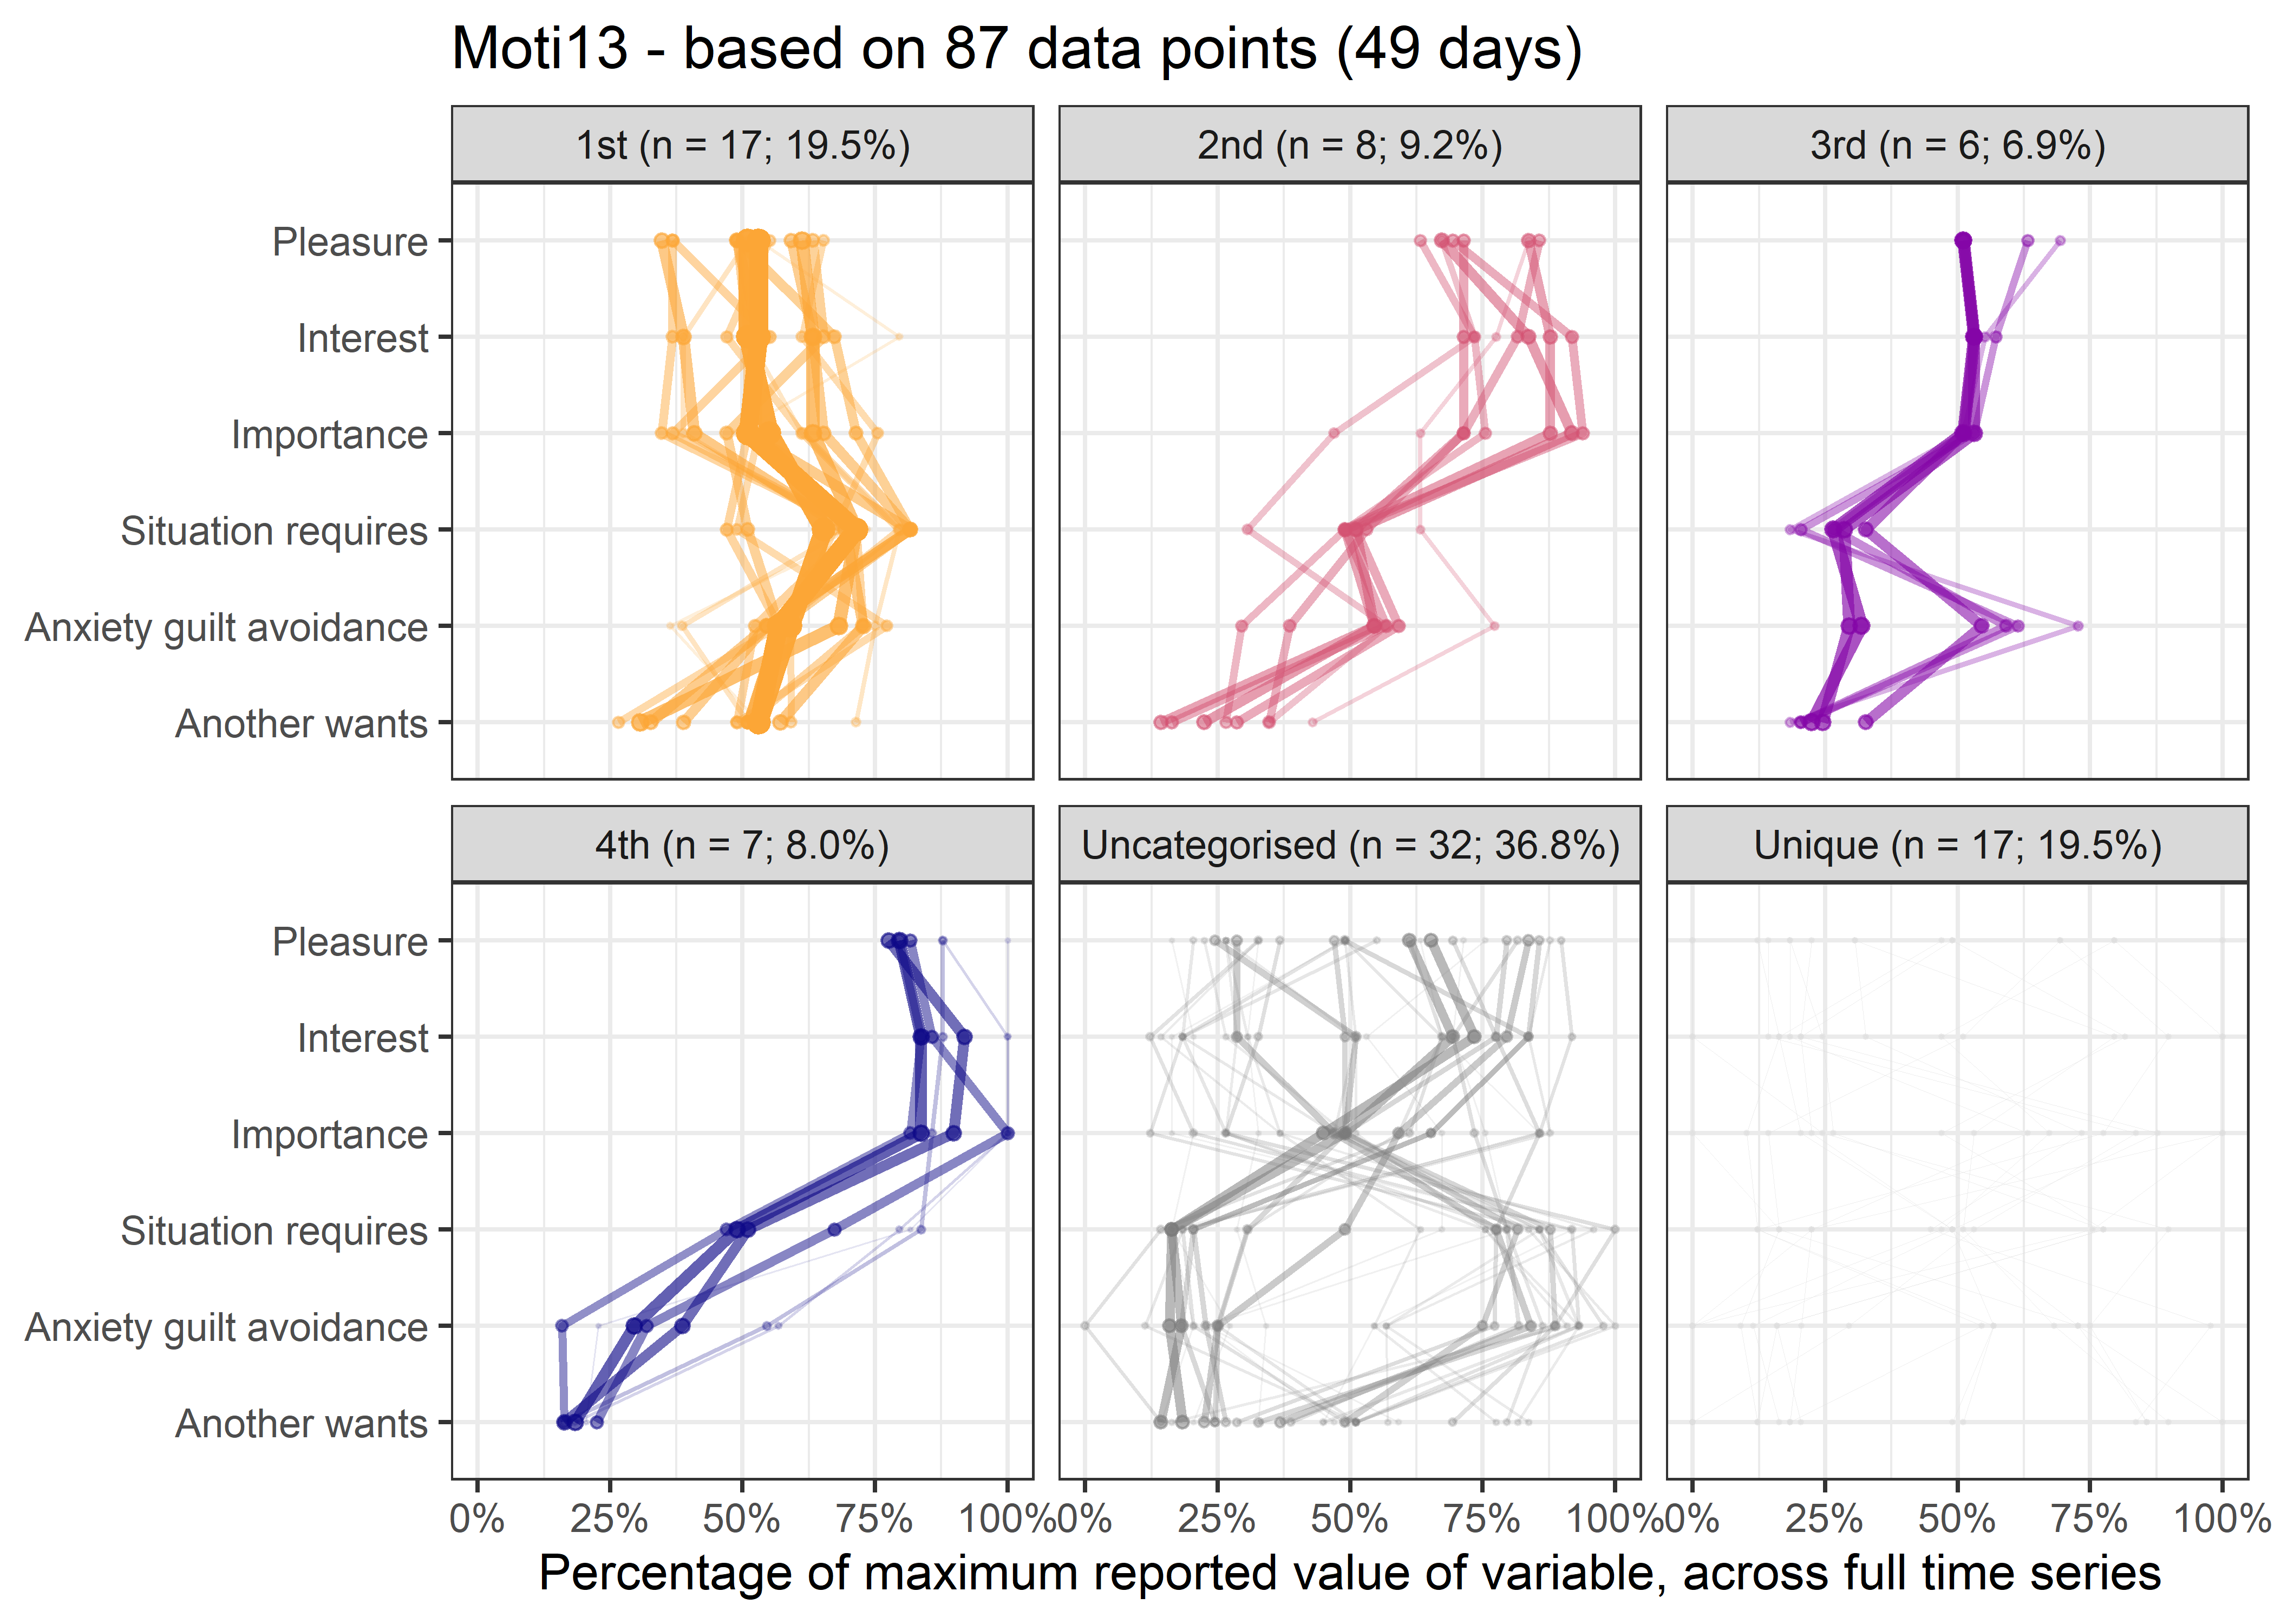 Moti13 - based on 87 data points (49 days)
1st (n = 17; 19.5%)
2nd (n = 8; 9.2%)
3rd (n = 6; 6.9%)
Pleasure
Interest
Importance
Situation requires
Anxiety guilt avoidance
Another wants
4th (n = 7; 8.0%)
Uncategorised (n = 32; 36.8%)
Unique (n = 17; 19.5%)
Pleasure
Interest
Importance
Situation requires
Anxiety guilt avoidance
Another wants
0% 25% 50% 75% 100%
0% 25% 50% 75% 100%
0% 25% 50% 75% 100%
Percentage of maximum reported value of variable, across full time series